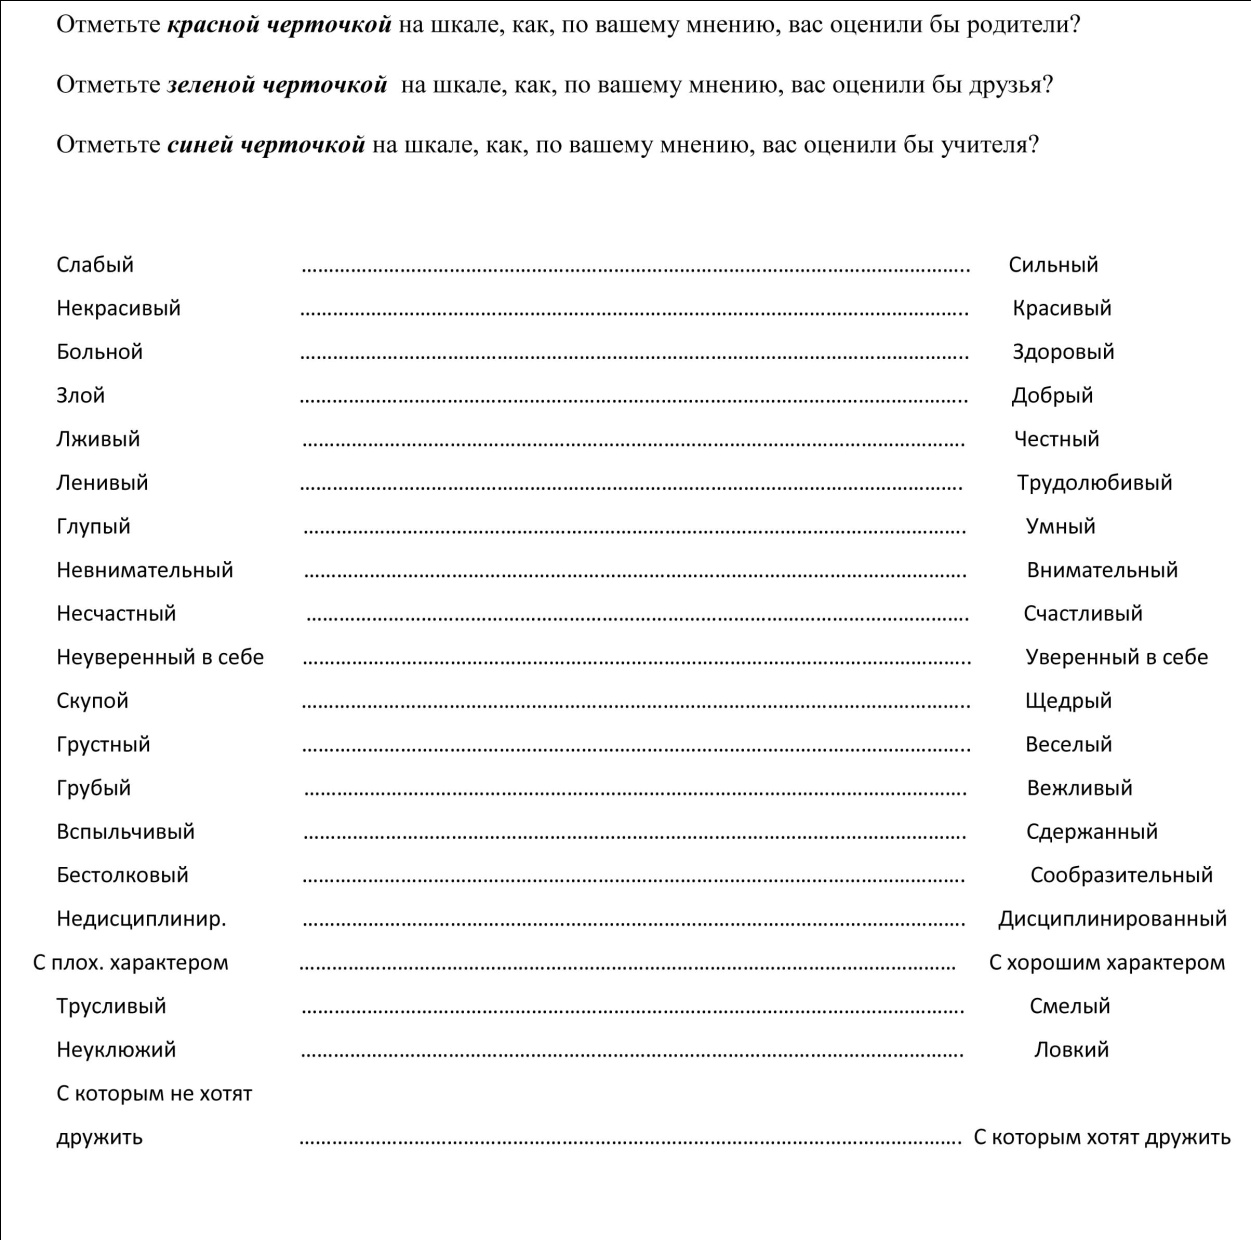 Отметьте красной черточкой на шкале, как, по вашему мнению, вас оценили бы родители?
Отметьте зеленой черточкой на шкале, как, по вашему мнению, вас оценили бы друзья?
Отметьте синей черточкой на шкале, как, по вашему мнению, вас оценили бы учителя?
Слабый ........................................ Сильный
Некрасивый ........................................ Красивый
Больной ........................................ Здоровый
Злой ........................................ Добрый
Лживый ........................................ Честный
Ленивый ........................................ Трудолюбивый
Глупый ........................................ Умный
Невнимательный ........................................ Внимательный
Несчастный ........................................ Счастливый
Неуверенный в себе ........................................ Уверенный в себе
Скупой ........................................ Щедрый
Грустный ........................................ Веселый
Грубый ........................................ Вежливый
Вспыльчивый ........................................ Сдержанный
Бестолковый ........................................ Сообразительный
Недисциплинир. ........................................ Дисциплинированный
С плох. характером ........................................ С хорошим характером
Трусливый ........................................ Смелый
Неуклюжий ........................................ Ловкий
С которым не хотят
дружить ........................................ С которым хотят дружить